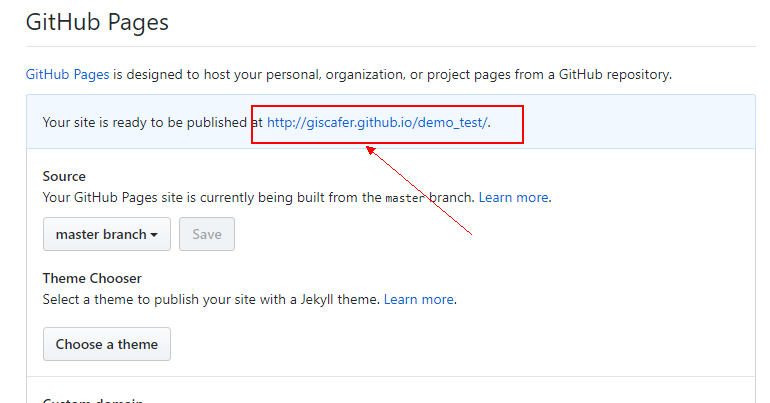 GitHub Pages
GitHub Pages is designed to host your personal, organization, or project pages from a GitHub repository.
Your site is ready to be published at http://giscafer.github.io/demo_test/.
Source
Your GitHub Pages site is currently being built from the master branch. Learn more.
master branch Save
Theme Chooser
Select a theme to publish your site with a Jekyll theme. Learn more.
Choose a theme
Custom domain